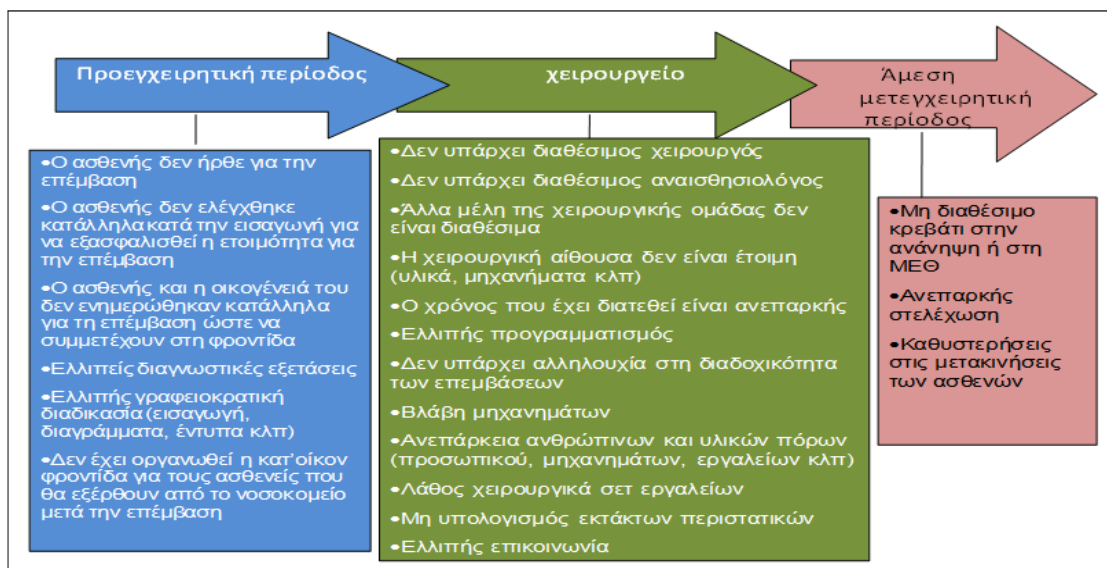 Προεγχειρητική περίοδος
χειρουργείο
Άμεση
μετεγχειρητική
περίοδος
•Ο ασθενής δεν ήρθε για την
επέμβαση
•Ο ασθενής δεν ελέγχθηκε
κατάλληλα κατά την εισαγωγή για
να εξασφαλισθεί η ετοιμότητα για
την επέμβαση
•Ο ασθενής και η οικογένειά του
δεν ενημερώθηκαν κατάλληλα
για τη επέμβαση ώστε να
συμμετέχουν στη φροντίδα
•Ελλιπείς διαγνωστικές εξετάσεις
•Ελλιπής γραφειοκρατική
διαδικασία (εισαγωγή,
διαγράμματα, έντυπα κλπ)
•Δεν έχει οργανωθεί η κατ’οίκον
φροντίδα για τους ασθενείς που
θα εξέρθουν από το νοσοκομείο
μετά την επέμβαση
•Δεν υπάρχει διαθέσιμος χειρουργός
•Δεν υπάρχει διαθέσιμος αναισθησιολόγος
•Άλλα μέλη της χειρουργικής ομάδας δεν
είναι διαθέσιμα
•Η χειρουργική αίθουσα δεν είναι έτοιμη
(υλικά, μηχανήματα κλπ)
•Ο χρόνος που έχει διατεθεί είναι ανεπαρκής
•Ελλιπής προγραμματισμός
•Δεν υπάρχει αλληλουχία στη διαδοχικότητα
των επεμβάσεων
•Βλάβη μηχανημάτων
•Ανεπάρκεια ανθρώπινων και υλικών πόρων
(προσωπικού, μηχανημάτων, εργαλείων κλπ)
•Λάθος χειρουργικά σετ εργαλείων
•Μη υπολογισμός εκτάκτων περιστατικών
•Ελλιπής επικοινωνία
•Μη διαθέσιμο
κρεβάτι στην
ανάνηψη ή στη
ΜΕΘ
•Ανεπαρκής
στελέχωση
•Καθυστερήσεις
στις μετακινήσεις
των ασθενών